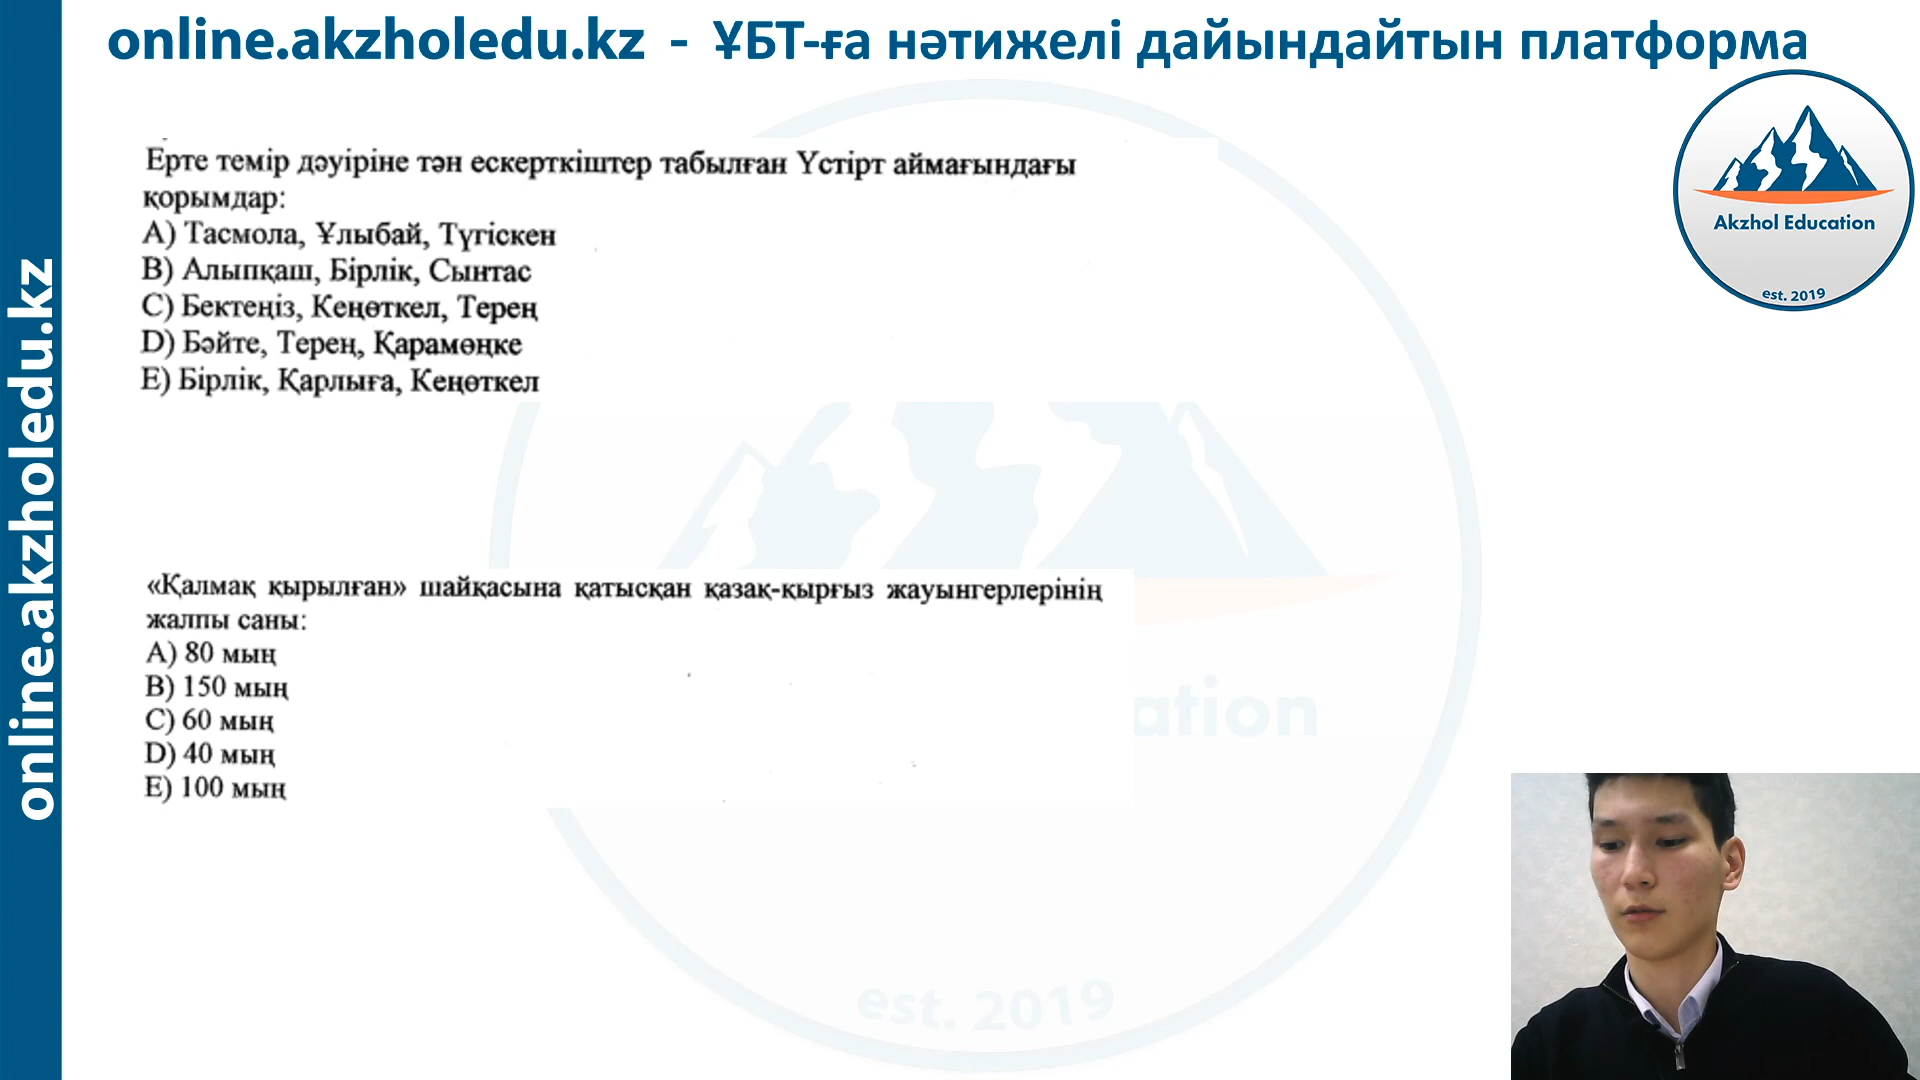 online.akzholedu.kz - ҰБТ-ға нәтижелі дайындайтын платформа
Akzhol Education
est. 2019
online.akzholedu.kz
Ерте темір дәуіріне тән ескерткіштер табылған Үстірт аймағындағы
қорымдар:
A) Тасмола, Ұлыбай, Түгіскен
B) Алыпқаш, Бірлік, Сынтас
C) Бектеңіз, Кеңөткел, Терең
D) Бәйте, Терең, Қарамөңке
E) Бірлік, Қарлыға, Кеңөткел
«Қалмақ қырылған» шайқасына қатысқан қазақ-қырғыз жауынгерлерінің
жалпы саны:
A) 80 мың
B) 150 мың
C) 60 мың
D) 40 мың
E) 100 мың
ation
est. 2019